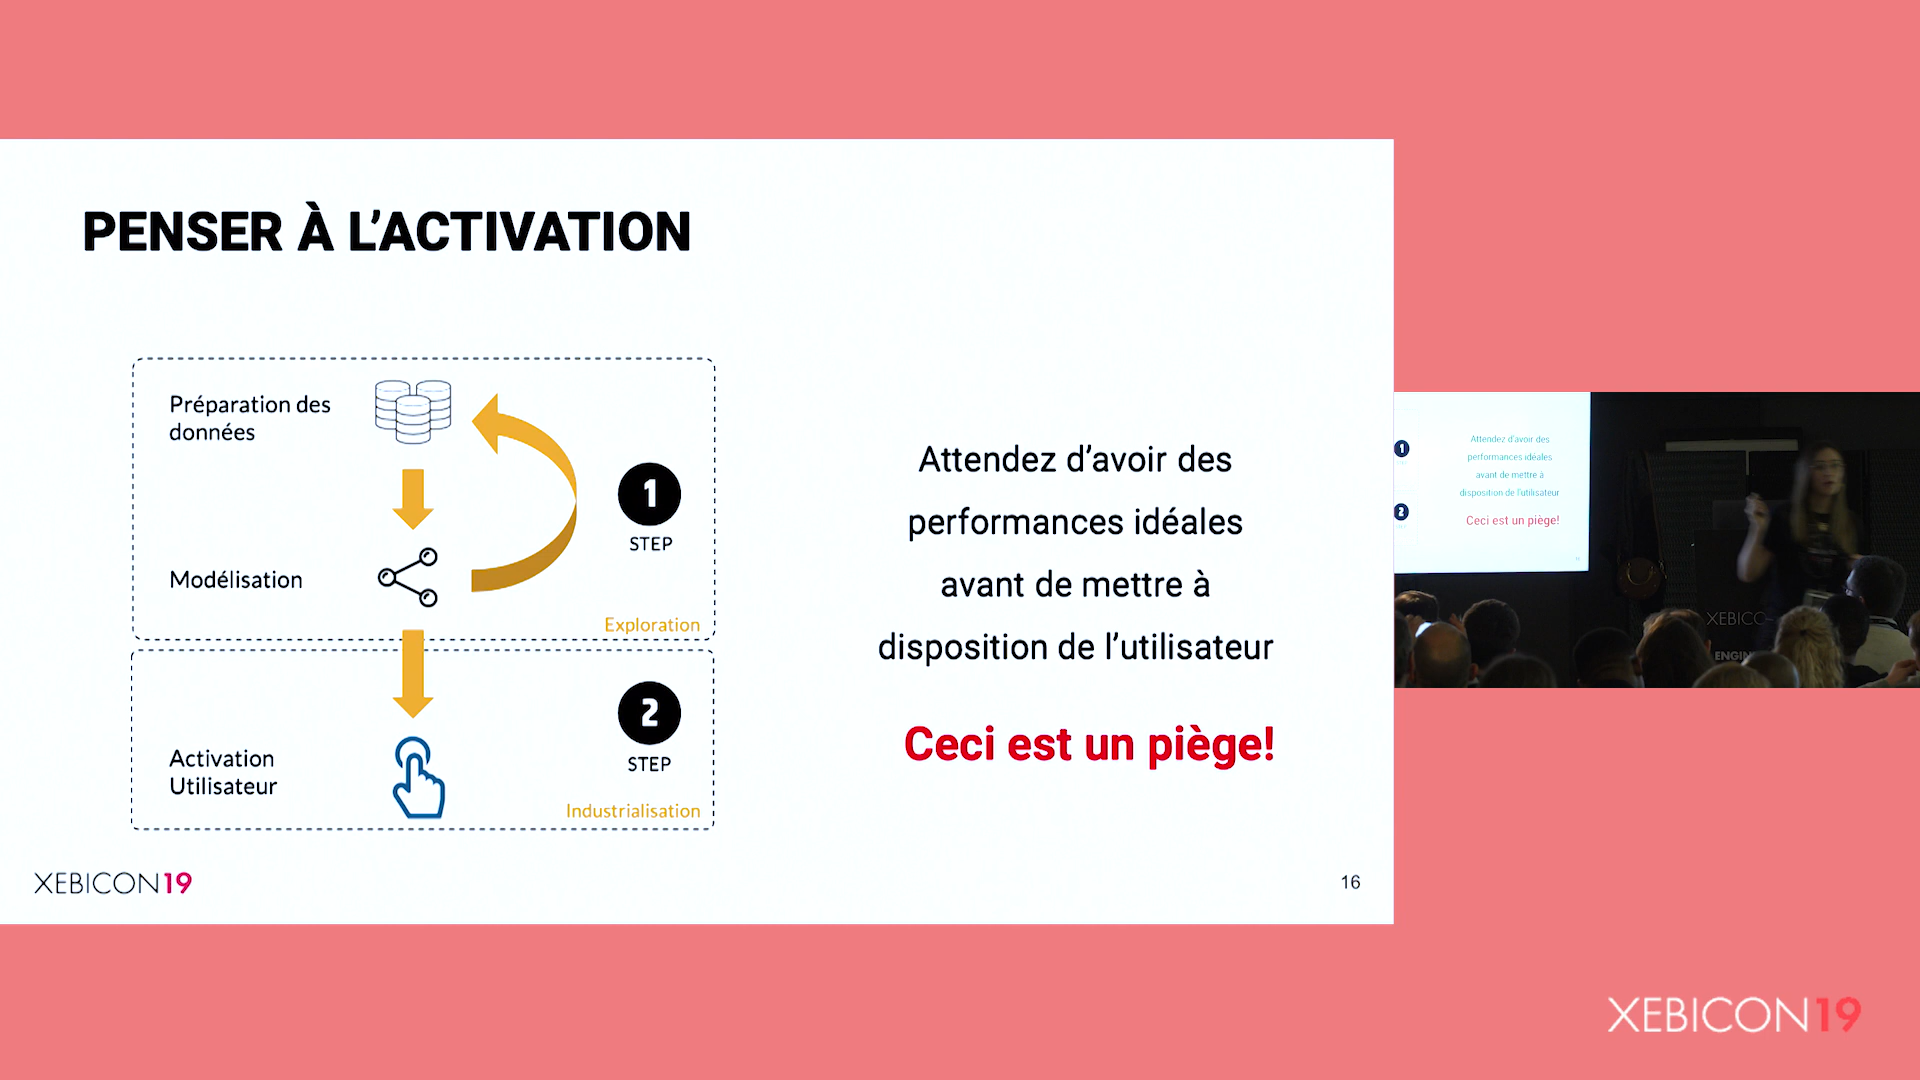 PENSER À L'ACTIVATION
Préparation des
données
1
STEP
Modélisation
Exploration
2
STEP
Activation
Utilisateur
Industrialisation
Attendez d'avoir des
performances idéales
avant de mettre à
disposition de l'utilisateur
Ceci est un piège!
XEBICON19
16
1
2
Attendez d'avoir des
performances idéales
avant de mettre à
disposition de l'utilisateur
Ceci est un piège!
XEBICON19